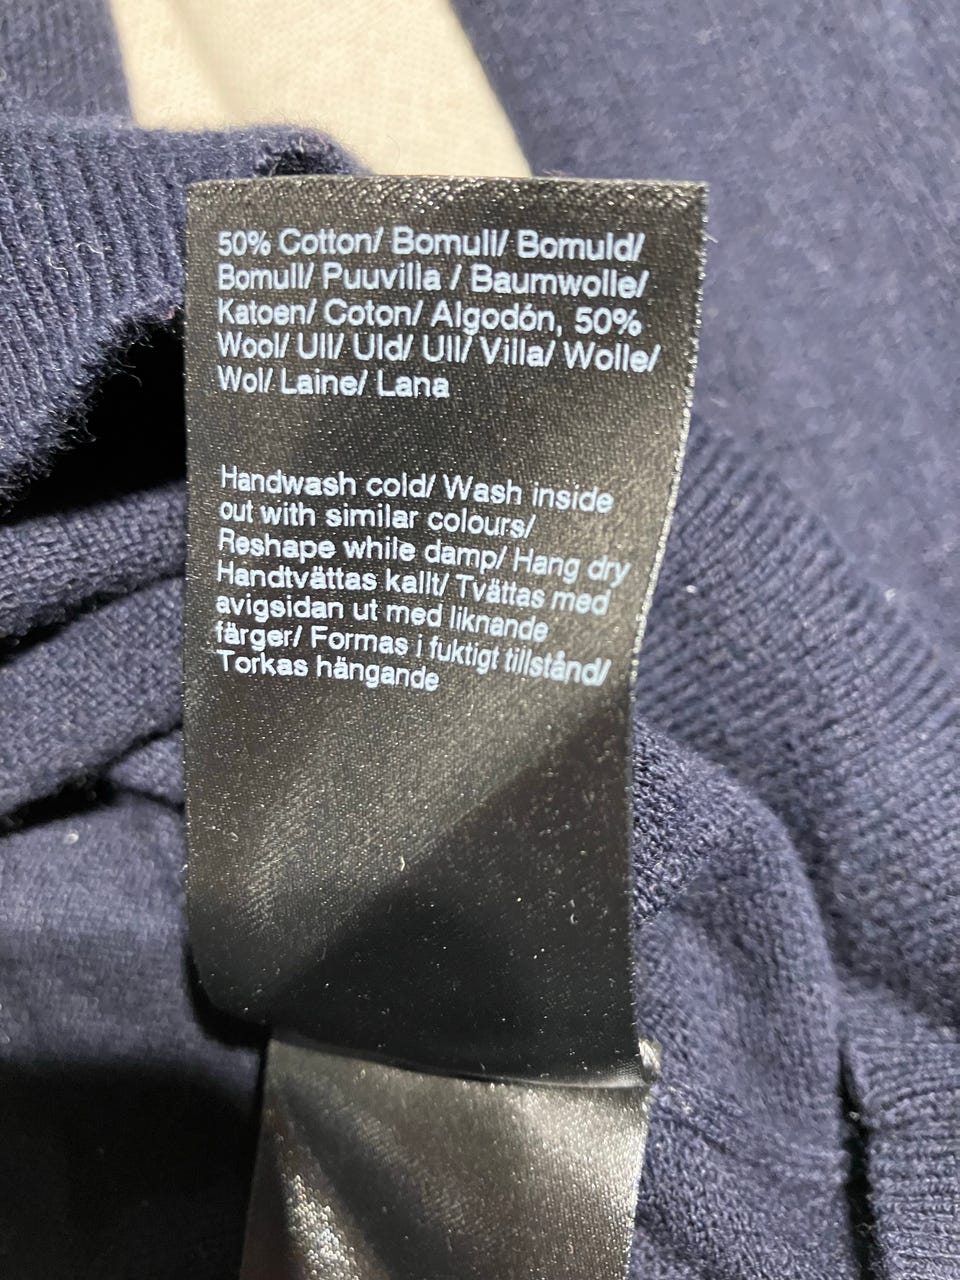 50% Cotton/ Bomull/ Bomuld/
Bomull/ Puuvilla / Baumwolle/
Katoen/ Coton/ Algodón, 50%
Wool/ Ull/ Uld/ Ull/ Villa/ Wolle/
Wol/ Laine/ Lana
Handwash cold/ Wash inside
out with similar colours/
Reshape while damp/ Hang dry
Handtvättas kallt/ Tvättas med
avigsidan ut med liknande
färger/ Formas i fuktigt tillstånd/
Torkas hängande